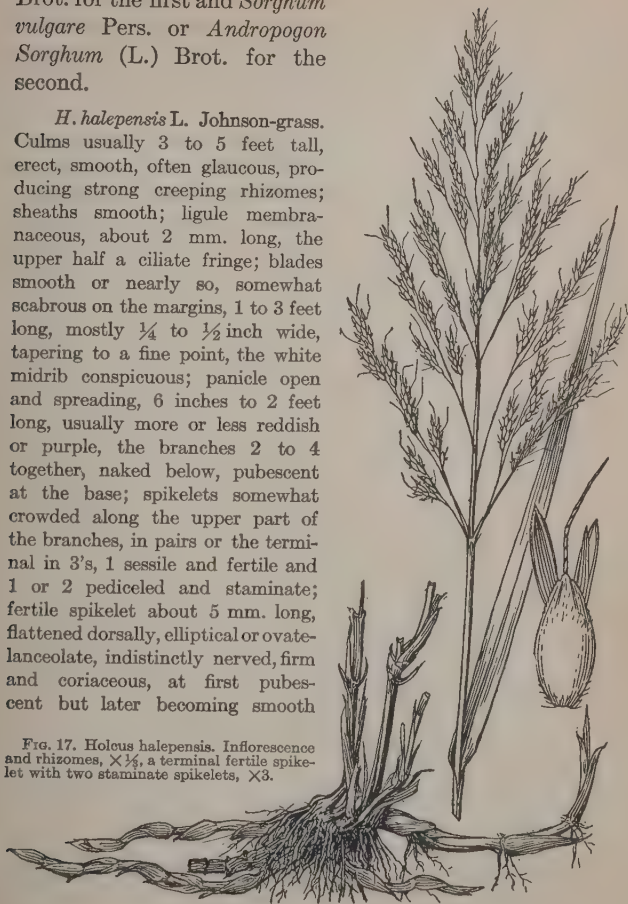 Brot. for the first and Sorghum
vulgare Pers. or Andropogon
Sorghum (L.) Brot. for the
second.
H. halepensis L. Johnson-grass.
Culms usually 3 to 5 feet tall,
erect, smooth, often glaucous, pro-
ducing strong creeping rhizomes;
sheaths smooth; ligule membra-
naceous, about 2 mm. long, the
upper half a ciliate fringe; blades
smooth or nearly so, somewhat
scabrous on the margins, 1 to 3 feet
long, mostly ¼ to ½ inch wide,
tapering to a fine point, the white
midrib conspicuous; panicle open
and spreading, 6 inches to 2 feet
long, usually more or less reddish
or purple, the branches 2 to 4
together, naked below, pubescent
at the base; spikelets somewhat
crowded along the upper part of
the branches, in pairs or the termi-
nal in 3's, 1 sessile and fertile and
1 or 2 pediceled and staminate;
fertile spikelet about 5 mm. long,
flattened dorsally, elliptical or ovate-
lanceolate, indistinctly nerved, firm
and coriaceous, at first pubes-
cent but later becoming smooth
FIG. 17. Holcus halepensis. Inflorescence
and rhizomes, a terminal fertile spike-
let with two staminate spikelets, ×3.